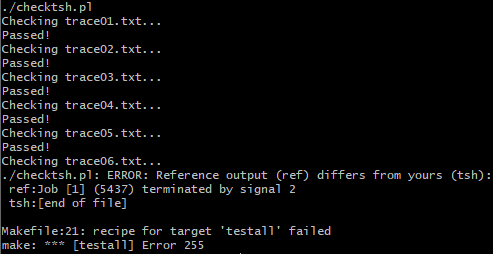 ./checktsh.pl
Checking trace01.txt...
Passed!
Checking trace02.txt...
Passed!
Checking trace03.txt...
Passed!
Checking trace04.txt...
Passed!
Checking trace05.txt...
Passed!
Checking trace06.txt...
./checktsh.pl: ERROR: Reference output (ref) differs from yours (tsh):
 ref:Job [1] (5437) terminated by signal 2
 tsh:[end of file]

Makefile:21: recipe for target 'testall' failed
make: *** [testall] Error 255